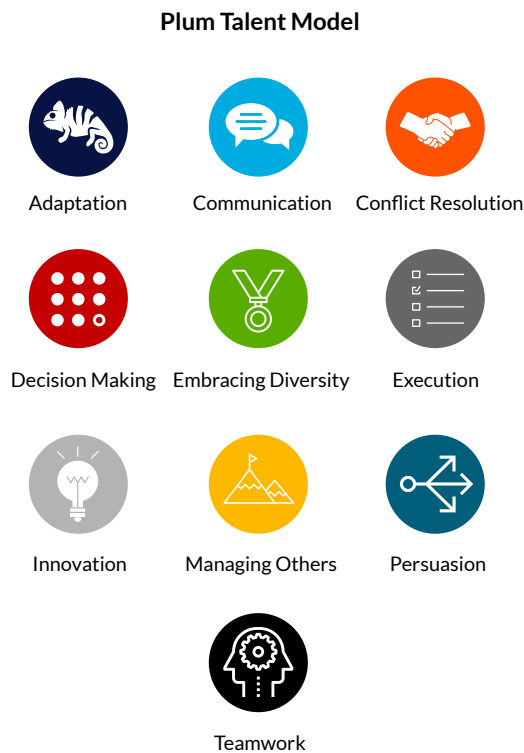 Plum Talent Model
Adaptation
Communication
Conflict Resolution
Decision Making
Embracing Diversity
Execution
Innovation
Managing Others
Persuasion
Teamwork